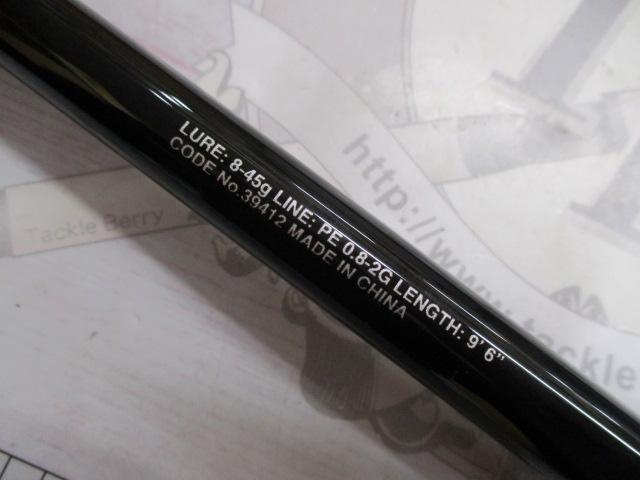 LURE: 8-45g LINE: PE 0.8-2G LENGTH: 9' 6"
CODE No.39412 MADE IN CHINA
Tackle Berry
http://www.tackle